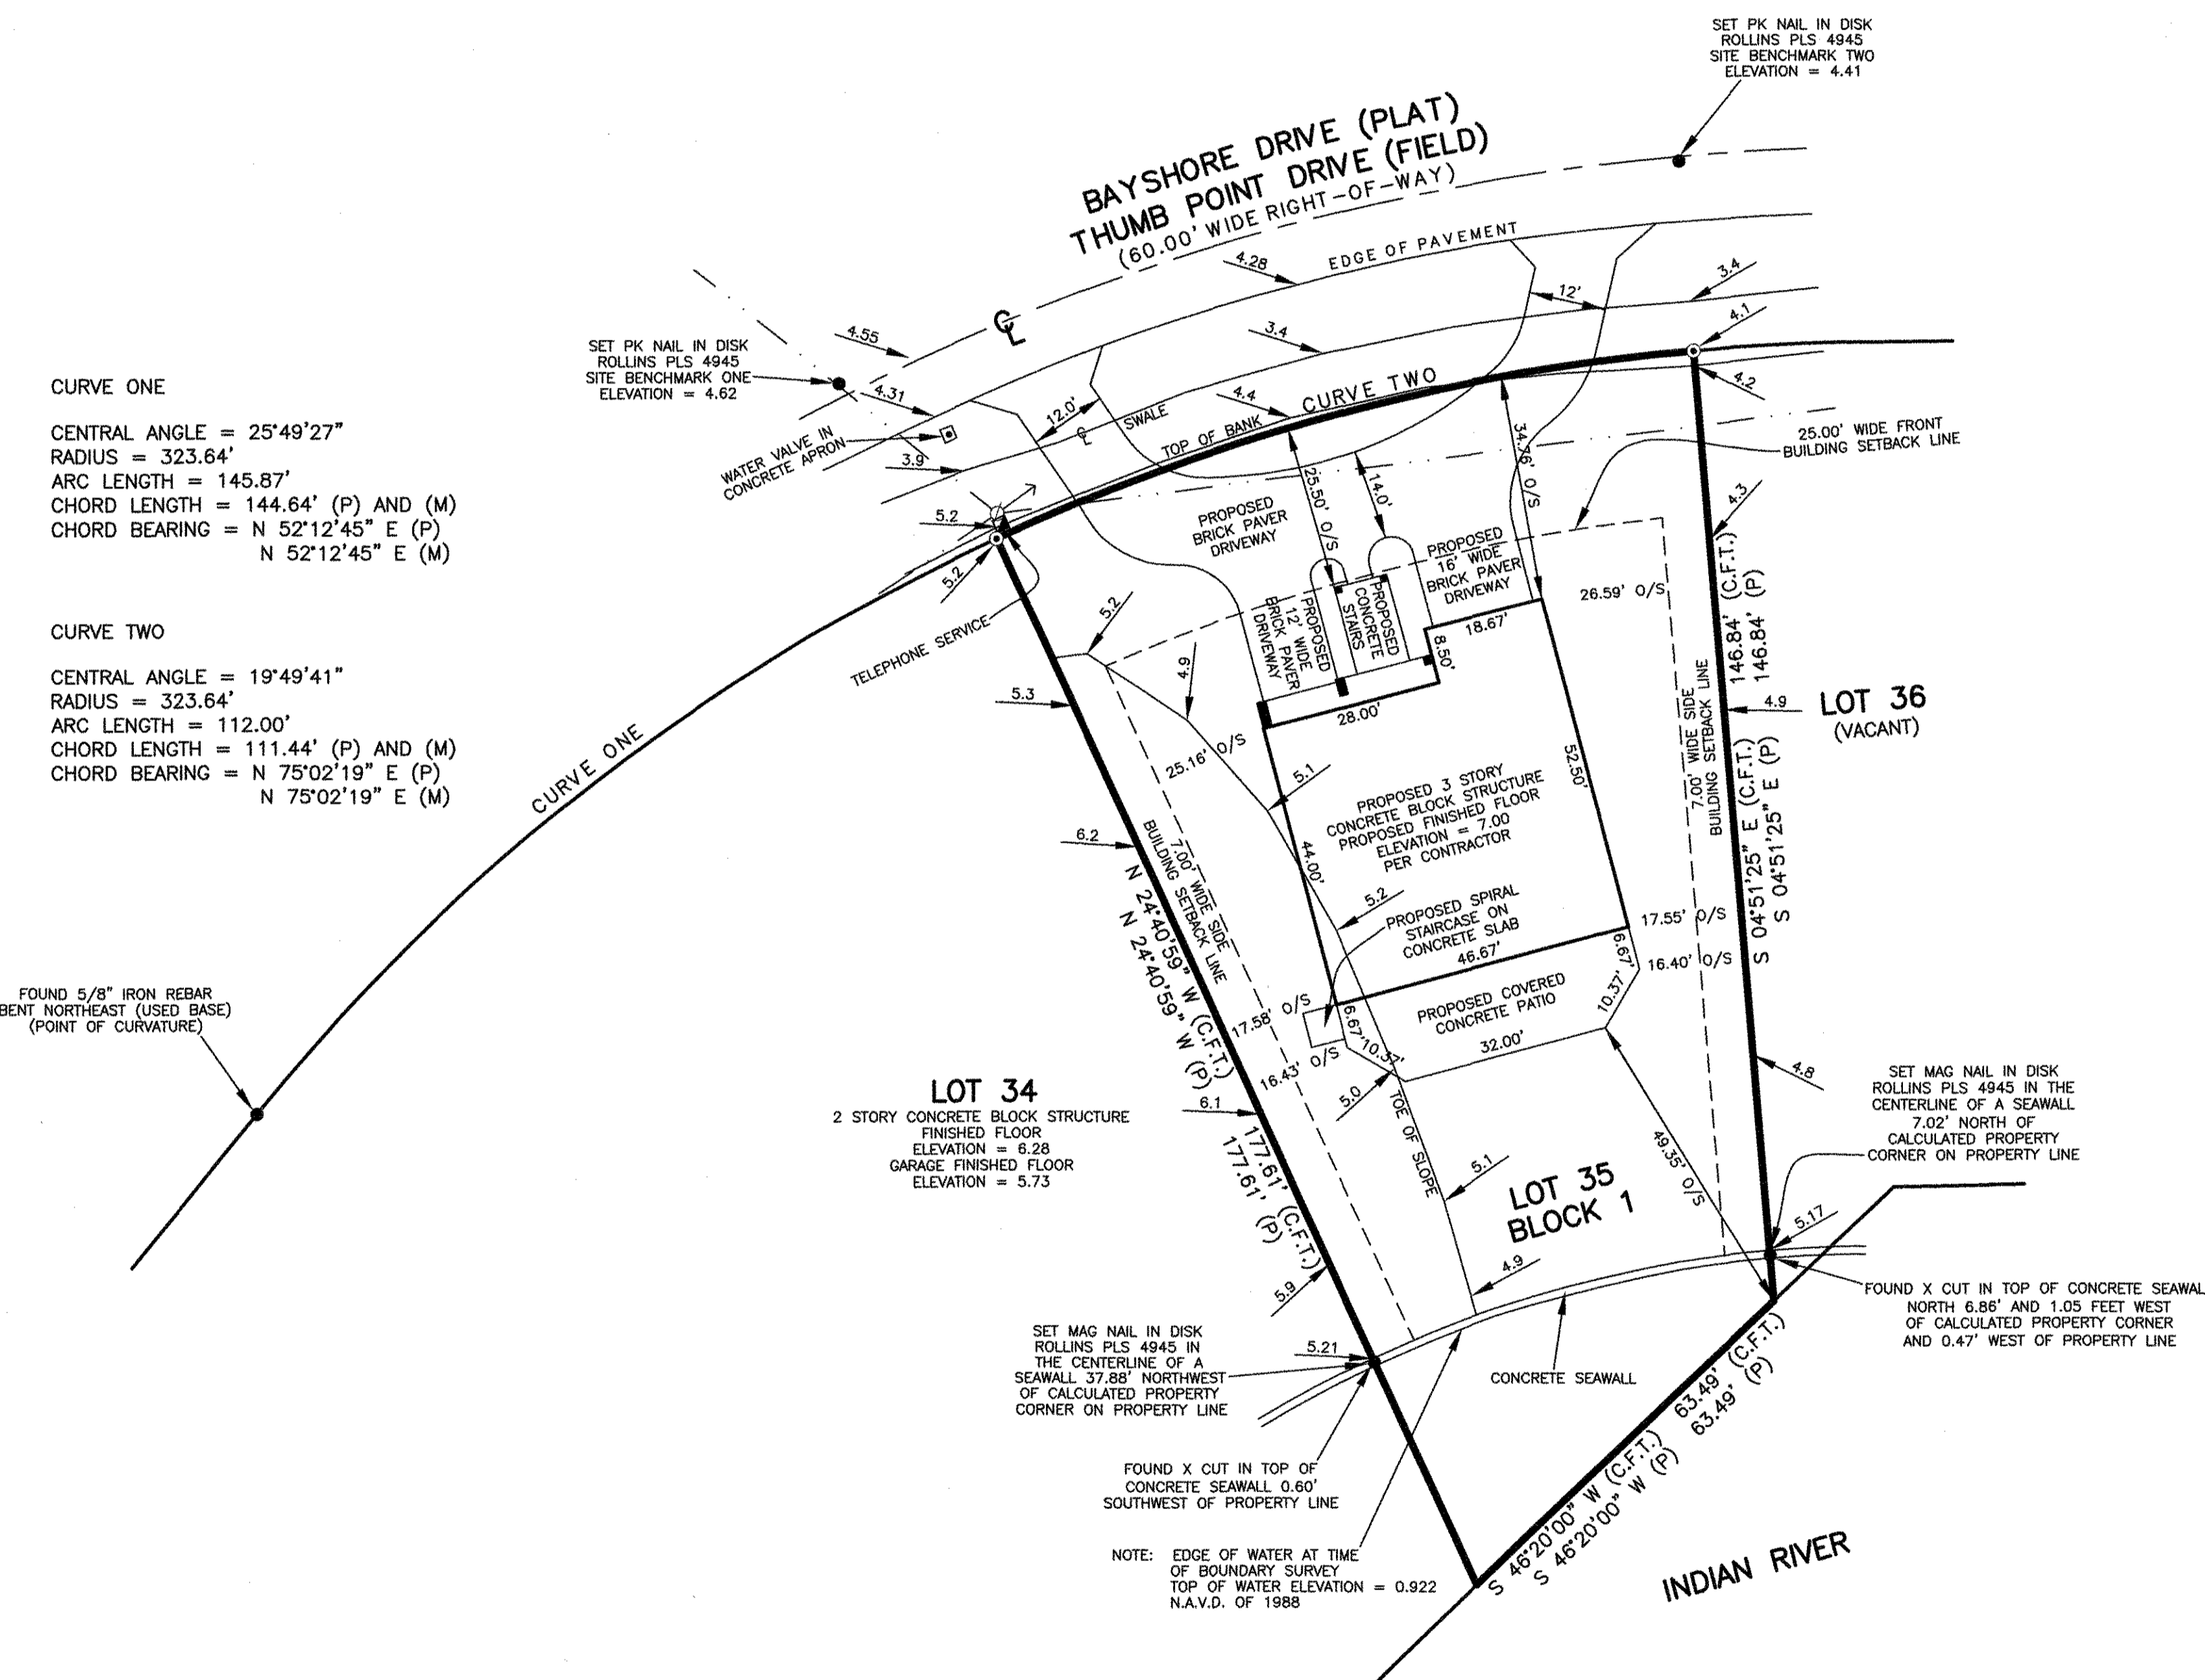 SET PK NAIL IN DISK
ROLLINS PLS 4945
SITE BENCHMARK TWO
ELEVATION = 4.41
BAYSHORE DRIVE (PLAT)
THUMB POINT DRIVE (FIELD)
(60.00' WIDE RIGHT-OF-WAY)
EDGE OF PAVEMENT
4.28
4.55
CL
12'
3.4
4.1
3.4
4.2
SET PK NAIL IN DISK
ROLLINS PLS 4945
SITE BENCHMARK ONE
ELEVATION = 4.62
4.31
12.0'
CL
SWALE
4.4
CURVE TWO
TOP OF BANK
WATER VALVE IN
CONCRETE APRON
3.9
5.2
5.2
TELEPHONE SERVICE
CURVE ONE
CENTRAL ANGLE = 25°49'27"
RADIUS = 323.64'
ARC LENGTH = 145.87'
CHORD LENGTH = 144.64' (P) AND (M)
CHORD BEARING = N 52°12'45" E (P)
N 52°12'45" E (M)
CURVE TWO
CENTRAL ANGLE = 19°49'41"
RADIUS = 323.64'
ARC LENGTH = 112.00'
CHORD LENGTH = 111.44' (P) AND (M)
CHORD BEARING = N 75°02'19" E (P)
N 75°02'19" E (M)
CURVE ONE
FOUND 5/8" IRON REBAR
BENT NORTHEAST (USED BASE)
(POINT OF CURVATURE)
25.00' WIDE FRONT
BUILDING SETBACK LINE
34.76' O/S
25.50' O/S
14.0'
PROPOSED
BRICK PAVER
DRIVEWAY
PROPOSED
16' WIDE
BRICK PAVER
DRIVEWAY
PROPOSED
12' WIDE
BRICK PAVER
DRIVEWAY
PROPOSED
CONCRETE
STAIRS
18.67'
8.50'
28.00'
26.59' O/S
4.3
146.84' (C.F.T.)
146.84' (P)
S 04°51'25" E (C.F.T.)
S 04°51'25" E (P)
7.00' WIDE SIDE
BUILDING SETBACK LINE
4.9
LOT 36
(VACANT)
5.2
4.9
5.3
25.16' O/S
5.1
52.50'
PROPOSED 3 STORY
CONCRETE BLOCK STRUCTURE
PROPOSED FINISHED FLOOR
ELEVATION = 7.00
PER CONTRACTOR
44.00'
6.2
7.00' WIDE SIDE
BUILDING SETBACK LINE
N 24°40'59" W (C.F.T.)
N 24°40'59" W (P)
177.61' (C.F.T.)
177.61' (P)
5.2
PROPOSED SPIRAL
STAIRCASE ON
CONCRETE SLAB
46.67'
17.55' O/S
6.67'
16.40' O/S
10.37'
PROPOSED COVERED
CONCRETE PATIO
32.00'
17.58' O/S
6.67'
10.37'
16.43' O/S
5.0
6.1
4.8
TOE OF SLOPE
49.35' O/S
5.1
LOT 34
2 STORY CONCRETE BLOCK STRUCTURE
FINISHED FLOOR
ELEVATION = 6.28
GARAGE FINISHED FLOOR
ELEVATION = 5.73
LOT 35
BLOCK 1
SET MAG NAIL IN DISK
ROLLINS PLS 4945 IN THE
CENTERLINE OF A SEAWALL
7.02' NORTH OF
CALCULATED PROPERTY
CORNER ON PROPERTY LINE
5.17
4.9
5.9
FOUND X CUT IN TOP OF CONCRETE SEAWAL
NORTH 6.86' AND 1.05 FEET WEST
OF CALCULATED PROPERTY CORNER
AND 0.47' WEST OF PROPERTY LINE
SET MAG NAIL IN DISK
ROLLINS PLS 4945 IN
THE CENTERLINE OF A
SEAWALL 37.88' NORTHWEST
OF CALCULATED PROPERTY
CORNER ON PROPERTY LINE
5.21
CONCRETE SEAWALL
63.49' (C.F.T.)
63.49' (P)
S 46°20'00" W (C.F.T.)
S 46°20'00" W (P)
FOUND X CUT IN TOP OF
CONCRETE SEAWALL 0.60'
SOUTHWEST OF PROPERTY LINE
NOTE: EDGE OF WATER AT TIME
OF BOUNDARY SURVEY
TOP OF WATER ELEVATION = 0.922
N.A.V.D. OF 1988
INDIAN RIVER